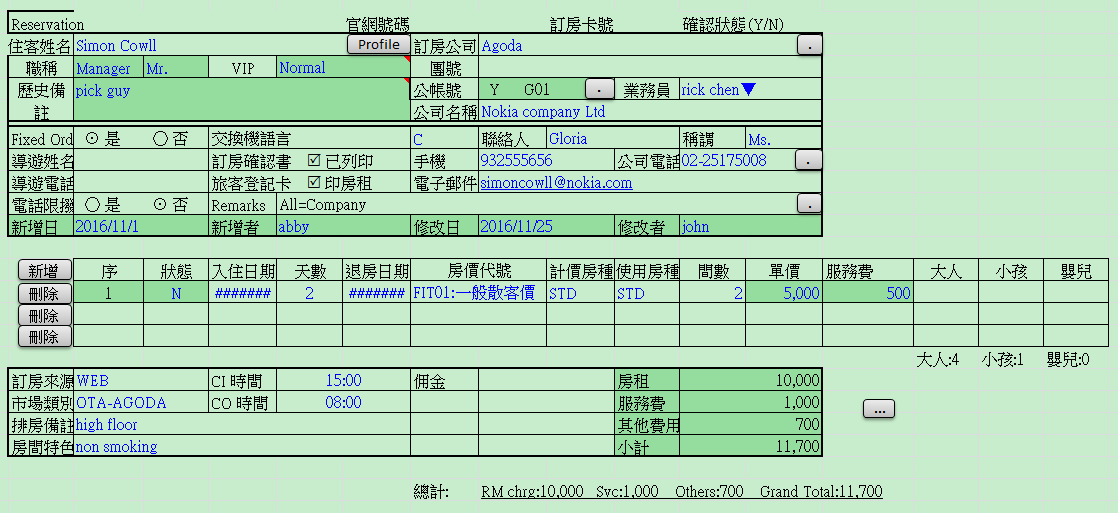 Reservation 官網號碼 訂房卡號 確認狀態(Y/N)
住客姓名 Simon Cowll Profile 訂房公司 Agoda .
職稱 Manager Mr. VIP Normal 團號
歷史備註 pick guy 公帳號 Y G01 . 業務員 rick chen▼
公司名稱 Nokia company Ltd
Fixed Ord ⊙是 ○否 交換機語言 C 聯絡人 Gloria 稱謂 Ms.
導遊姓名 訂房確認書 ☑已列印 手機 932555656 公司電話 02-25175008 .
導遊電話 旅客登記卡 ☑印房租 電子郵件 simoncowll@nokia.com
電話限撥 ○是 ⊙否 Remarks All=Company .
新增日 2016/11/1 新增者 abby 修改日 2016/11/25 修改者 john
新增 序 狀態 入住日期 天數 退房日期 房價代號 計價房種 使用房種 間數 單價 服務費 大人 小孩 嬰兒
刪除 1 N ####### 2 ####### FIT01:一般散客價 STD STD 2 5,000 500
刪除
刪除
大人:4 小孩:1 嬰兒:0
訂房來源 WEB CI 時間 15:00 佣金 房租 10,000
市場類別 OTA-AGODA CO 時間 08:00 服務費 1,000 ...
排房備註 high floor 其他費用 700
房間特色 non smoking 小計 11,700
總計: RM chrg:10,000 Svc:1,000 Others:700 Grand Total:11,700